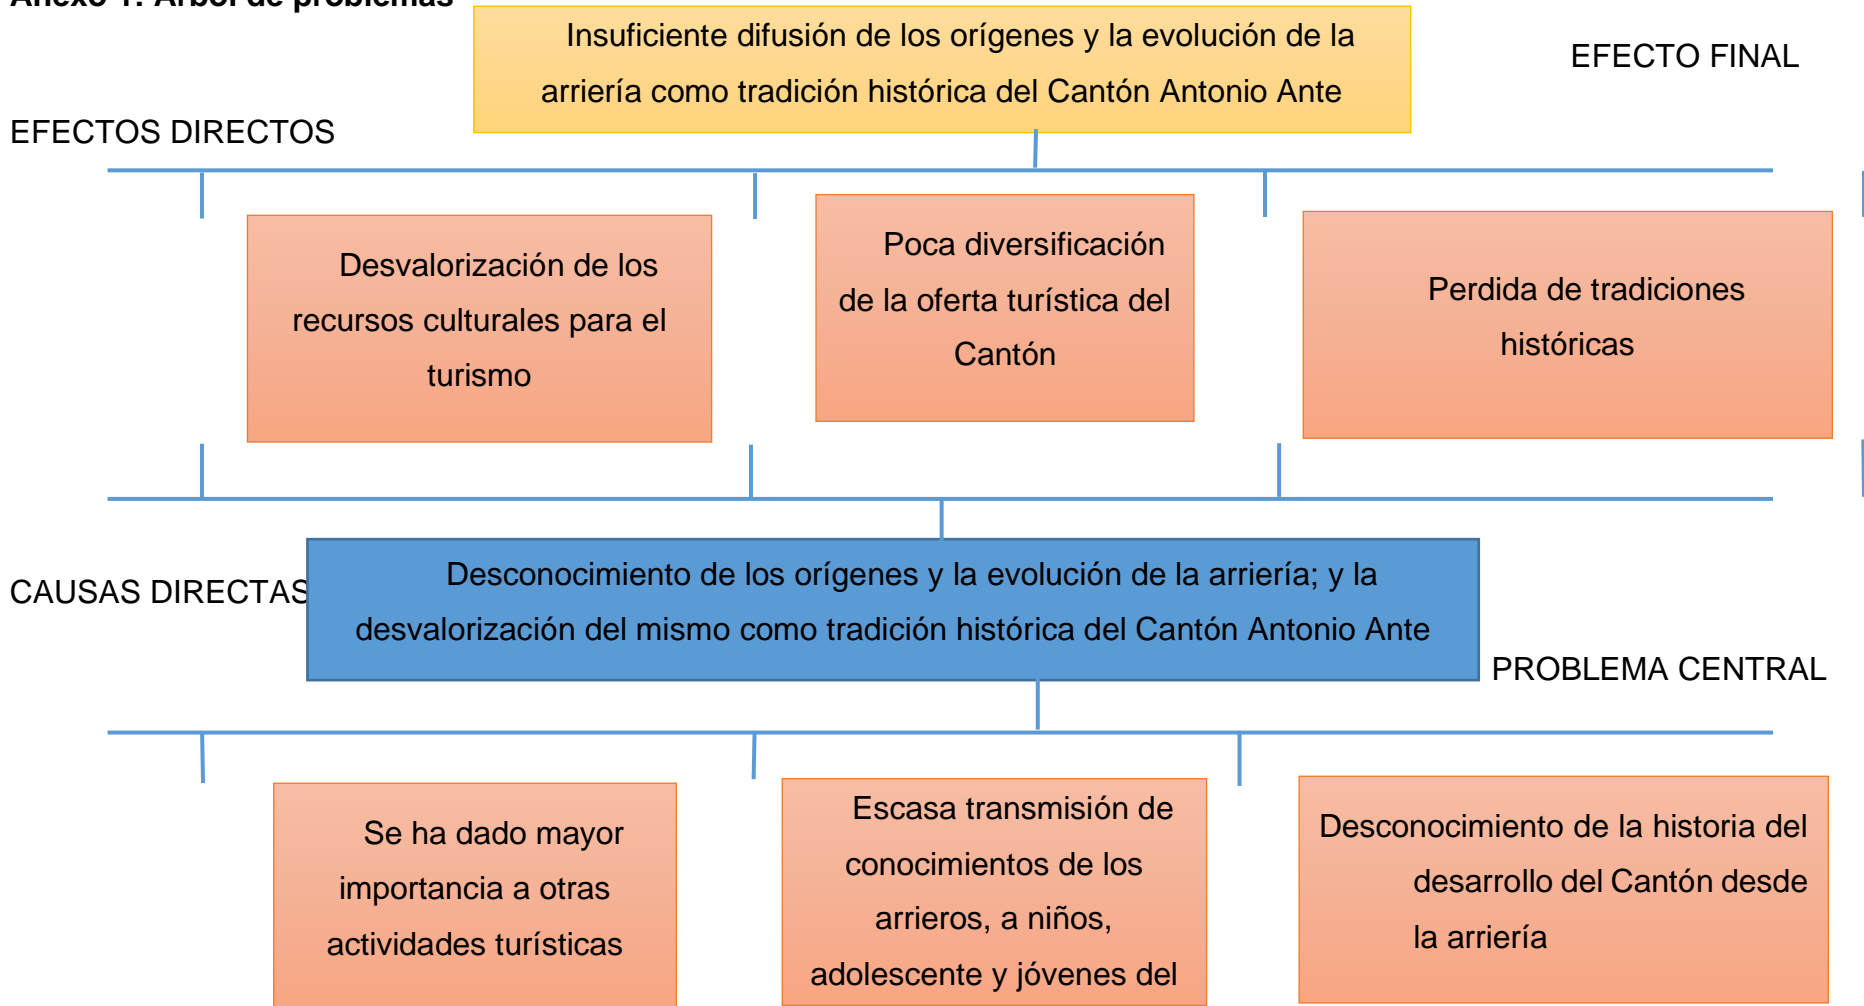 Anexo 1. Árbol de problemas
Insuficiente difusión de los orígenes y la evolución de la
arriería como tradición histórica del Cantón Antonio Ante
EFECTO FINAL
EFECTOS DIRECTOS
Desvalorización de los
recursos culturales para el
turismo
Poca diversificación
de la oferta turística del
Cantón
Perdida de tradiciones
históricas
CAUSAS DIRECTAS
Desconocimiento de los orígenes y la evolución de la arriería; y la
desvalorización del mismo como tradición histórica del Cantón Antonio Ante
PROBLEMA CENTRAL
Se ha dado mayor
importancia a otras
actividades turísticas
Escasa transmisión de
conocimientos de los
arrieros, a niños,
adolescente y jóvenes del
Desconocimiento de la historia del
desarrollo del Cantón desde
la arriería